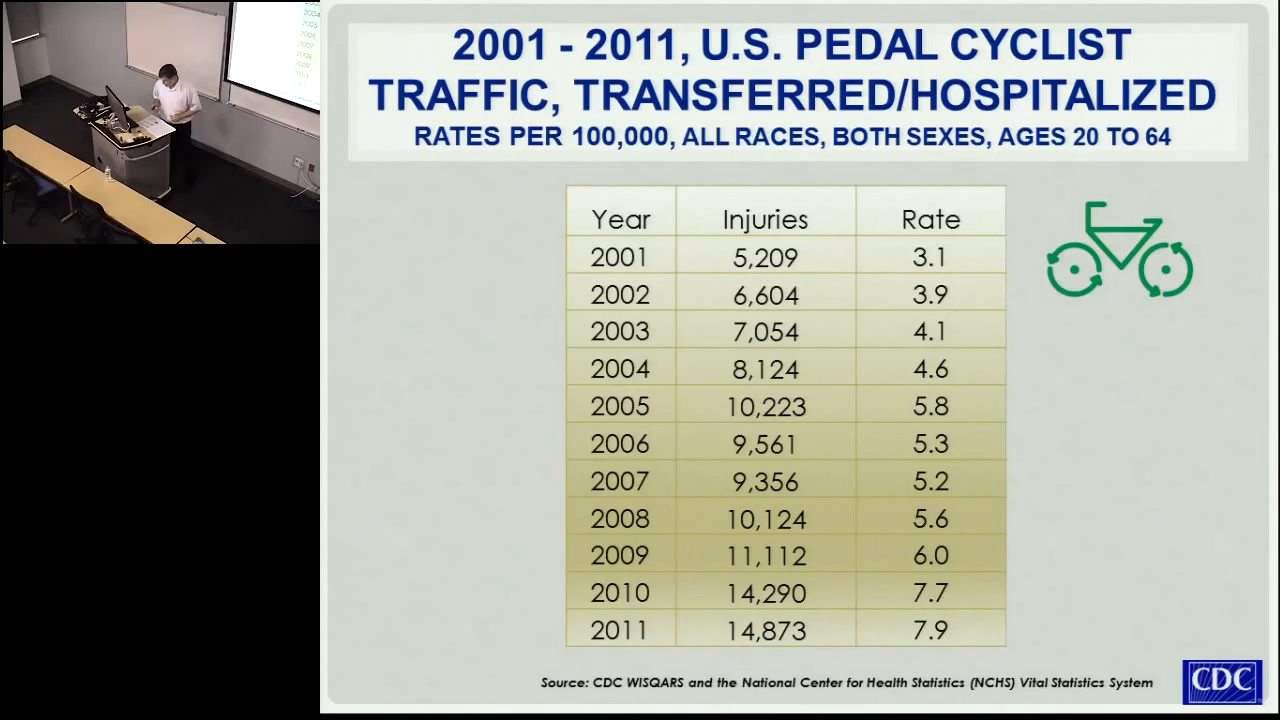 2001 - 2011, U.S. PEDAL CYCLIST
TRAFFIC, TRANSFERRED/HOSPITALIZED
RATES PER 100,000, ALL RACES, BOTH SEXES, AGES 20 TO 64
Year Injuries Rate
2001 5,209 3.1
2002 6,604 3.9
2003 7,054 4.1
2004 8,124 4.6
2005 10,223 5.8
2006 9,561 5.3
2007 9,356 5.2
2008 10,124 5.6
2009 11,112 6.0
2010 14,290 7.7
2011 14,873 7.9
Source: CDC WISQARS and the National Center for Health Statistics (NCHS) Vital Statistics System
CDC